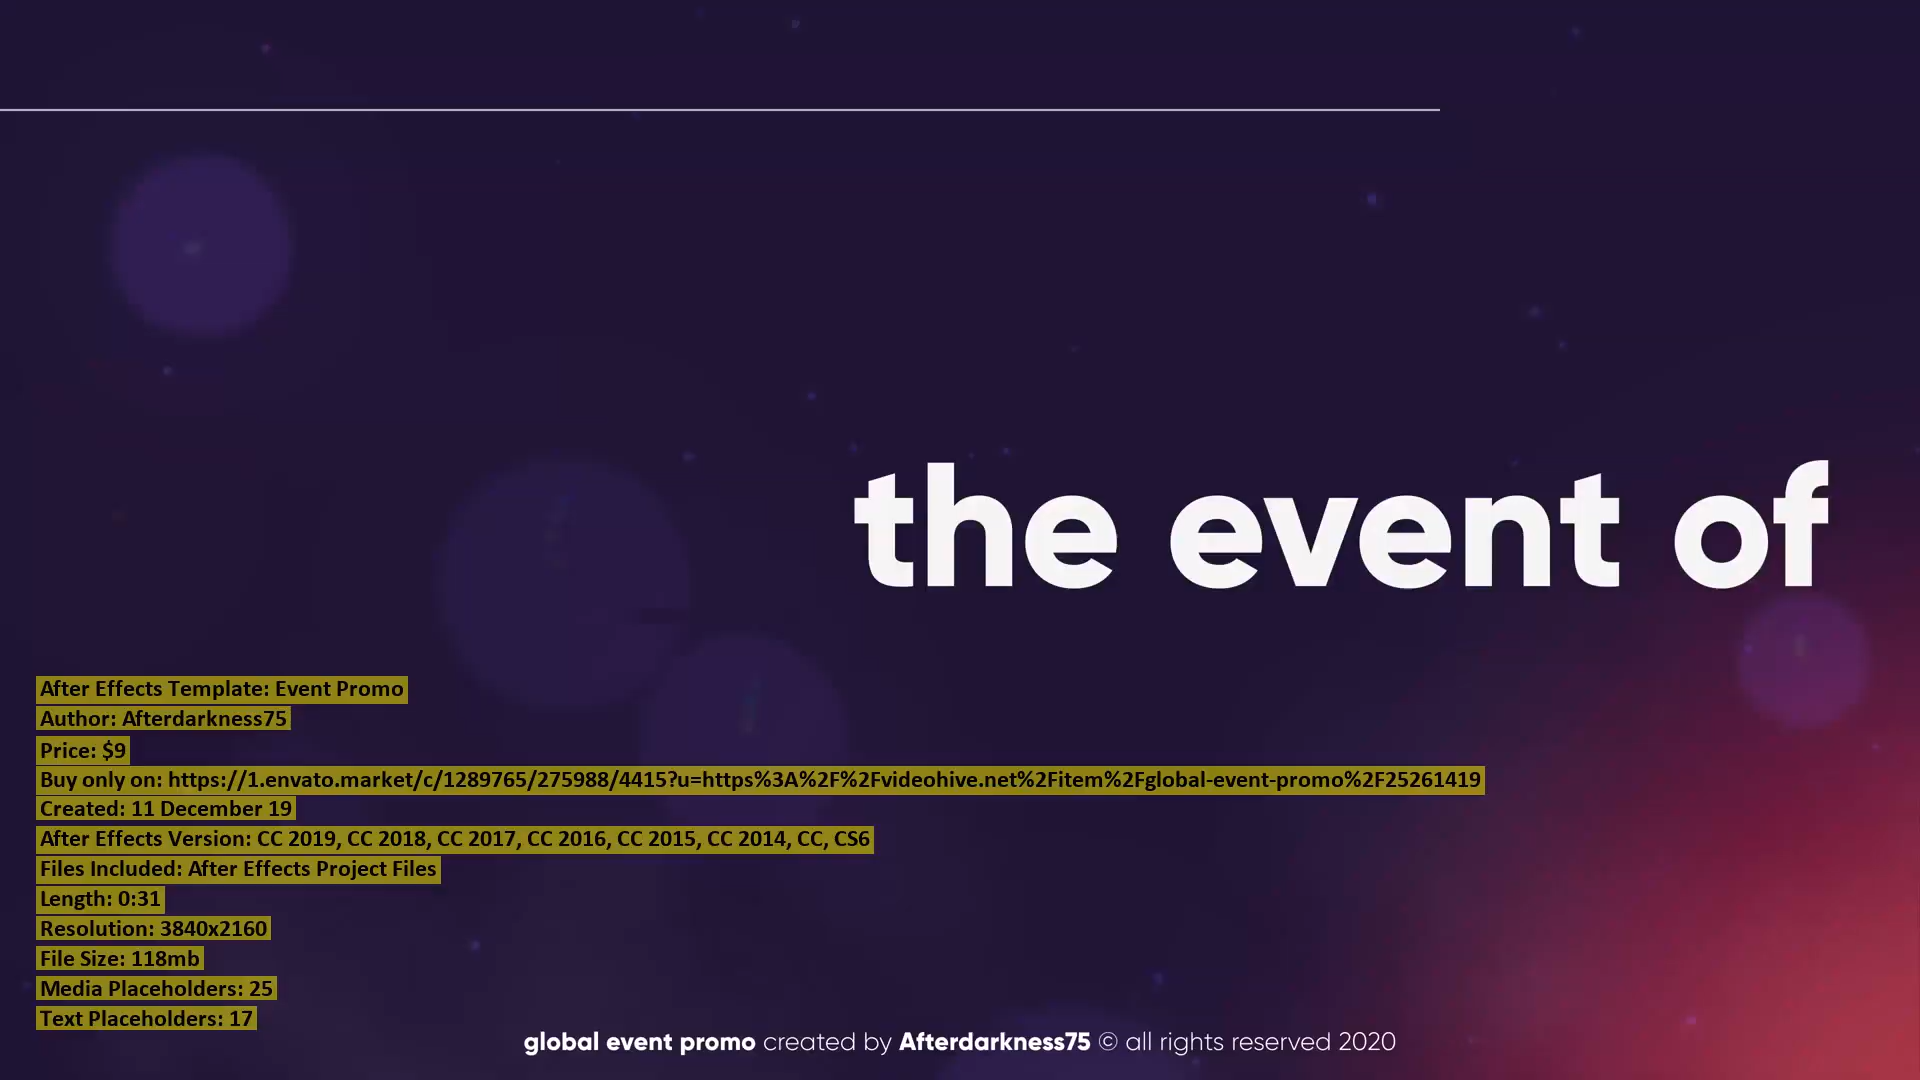 the event of
After Effects Template: Event Promo
Author: Afterdarkness75
Price: $9
Buy only on: https://1.envato.market/c/1289765/275988/4415?u=https%3A%2F%2Fvideohive.net%2Fitem%2Fglobal-event-promo%2F25261419
Created: 11 December 19
After Effects Version: CC 2019, CC 2018, CC 2017, CC 2016, CC 2015, CC 2014, CC, CS6
Files Included: After Effects Project Files
Length: 0:31
Resolution: 3840x2160
File Size: 118mb
Media Placeholders: 25
Text Placeholders: 17
global event promo created by Afterdarkness75 © all rights reserved 2020